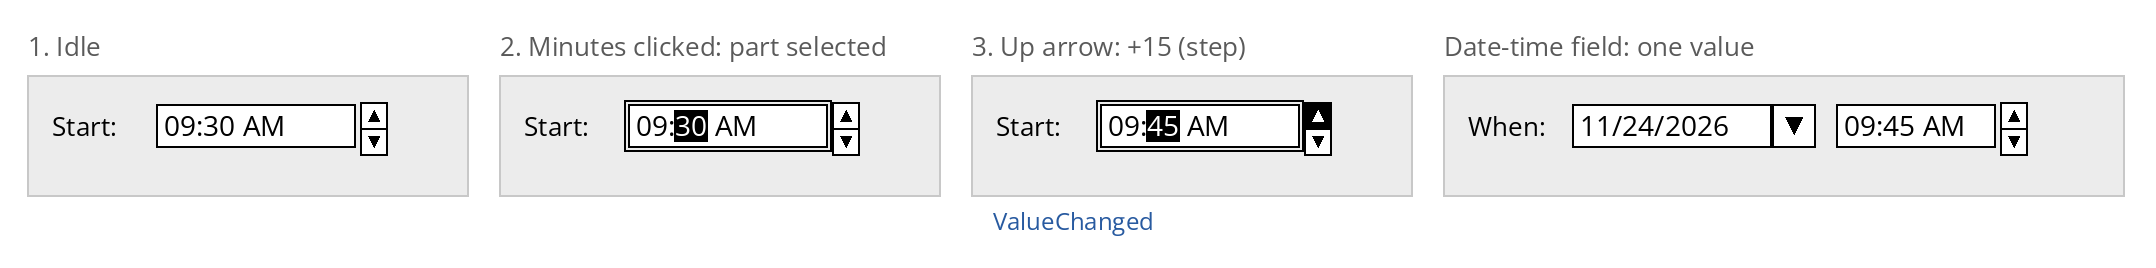 1. Idle
Start: 09:30 AM
2. Minutes clicked: part selected
Start: 09:30 AM
3. Up arrow: +15 (step)
Start: 09:45 AM
ValueChanged
Date-time field: one value
When: 11/24/2026 09:45 AM